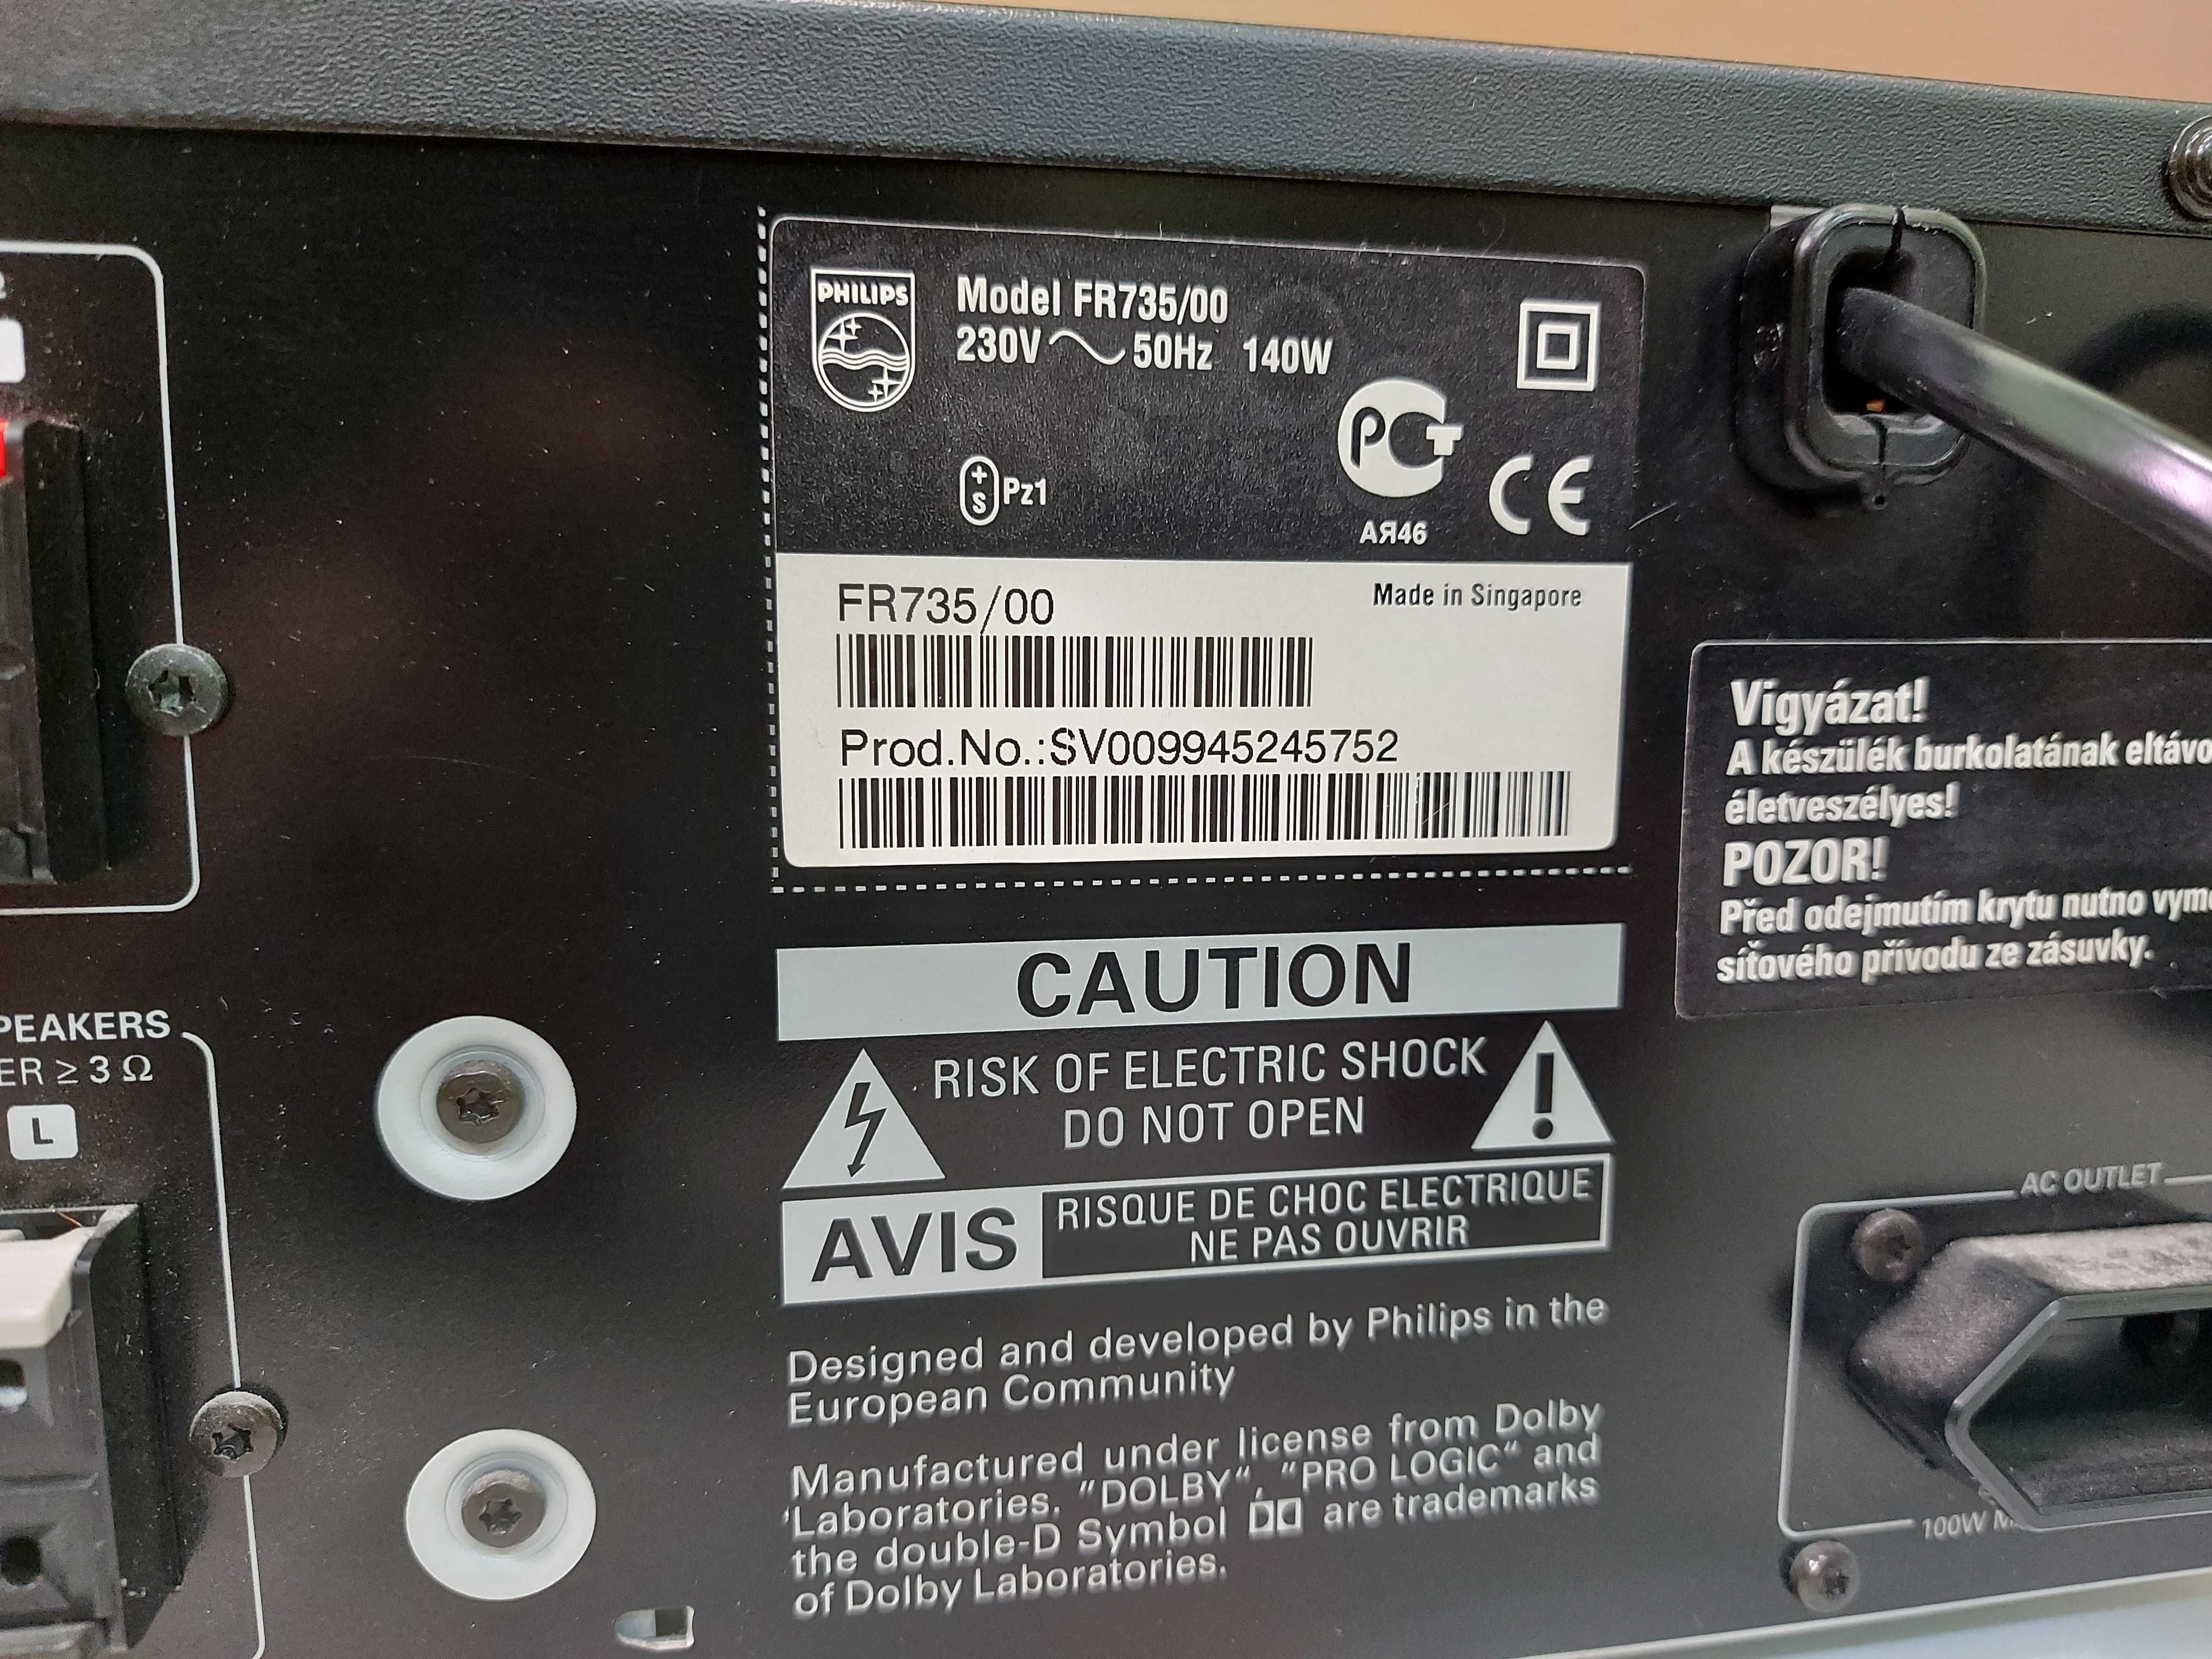 PHILIPS
Model FR735/00
230V ~ 50Hz 140W
РСТ
+
S
Pz1
АЯ46
CE
FR735/00
Made in Singapore
Prod.No.:SV009945245752
Vigyázat!
A készülék burkolatának
életveszélyes!
POZOR!
Před odejmutím krytu nutno
síťového přívodu ze zásuvky.
CAUTION
RISK OF ELECTRIC SHOCK
DO NOT OPEN
AVIS
RISQUE DE CHOC ELECTRIQUE
NE PAS OUVRIR
Designed and developed by Philips in the
European Community
Manufactured under license from Dolby
Laboratories. "DOLBY", "PRO LOGIC" and
the double-D Symbol are trademarks
of Dolby Laboratories.
PEAKERS
ER ≥ 3 Ω
L
AC OUTLET
100W